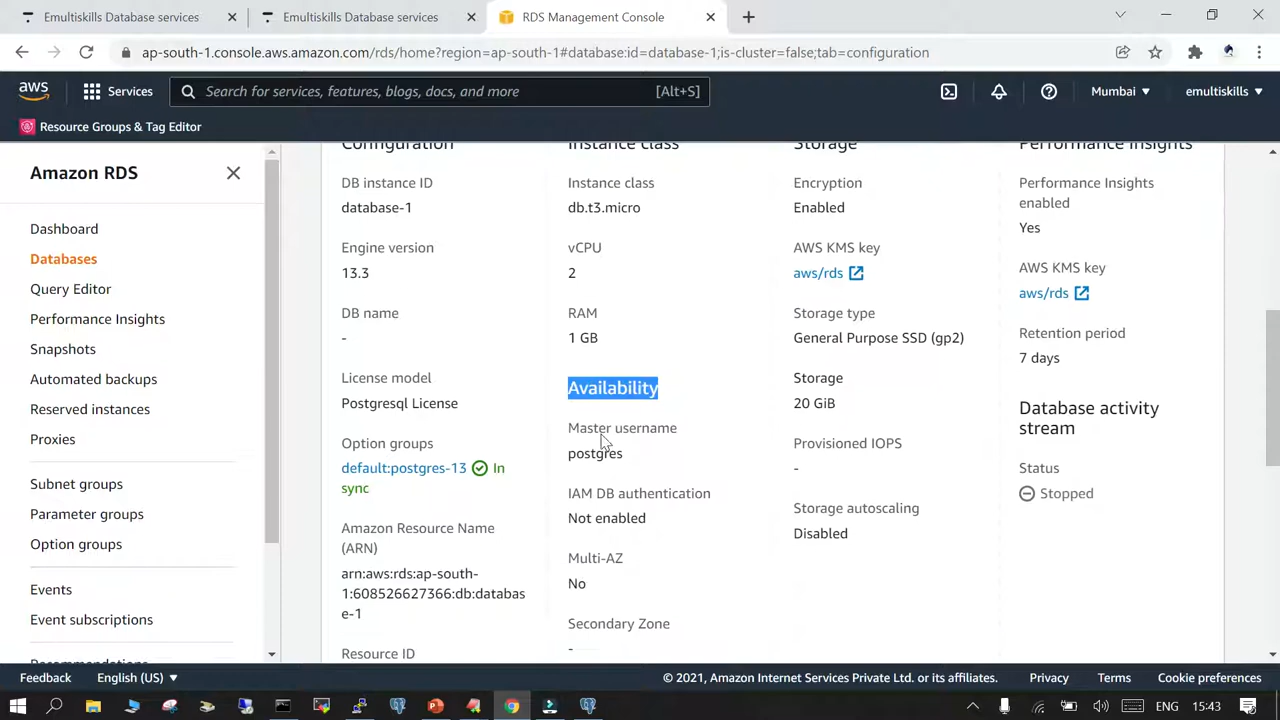 Emultiskills Database services
Emultiskills Database services
RDS Management Console
ap-south-1.console.aws.amazon.com/rds/home?region=ap-south-1#database:id=database-1;is-cluster=false;tab=configuration
aws
Services
Search for services, features, blogs, docs, and more
[Alt+S]
Mumbai
emultiskills
Resource Groups & Tag Editor
Amazon RDS
Dashboard
Databases
Query Editor
Performance Insights
Snapshots
Automated backups
Reserved instances
Proxies
Subnet groups
Parameter groups
Option groups
Events
Event subscriptions
Recommendations
Configuration
DB instance ID
database-1
Engine version
13.3
DB name
-
License model
Postgresql License
Option groups
default:postgres-13 In
sync
Amazon Resource Name
(ARN)
arn:aws:rds:ap-south-
1:608526627366:db:databas
e-1
Resource ID
Instance class
Instance class
db.t3.micro
vCPU
2
RAM
1 GB
Availability
Master username
postgres
IAM DB authentication
Not enabled
Multi-AZ
No
Secondary Zone
-
Storage
Encryption
Enabled
AWS KMS key
aws/rds
Storage type
General Purpose SSD (gp2)
Storage
20 GiB
Provisioned IOPS
-
Storage autoscaling
Disabled
Performance Insights
Performance Insights
enabled
Yes
AWS KMS key
aws/rds
Retention period
7 days
Database activity
stream
Status
Stopped
Feedback
English (US)
© 2021, Amazon Internet Services Private Ltd. or its affiliates.
Privacy
Terms
Cookie preferences
ENG
15:43